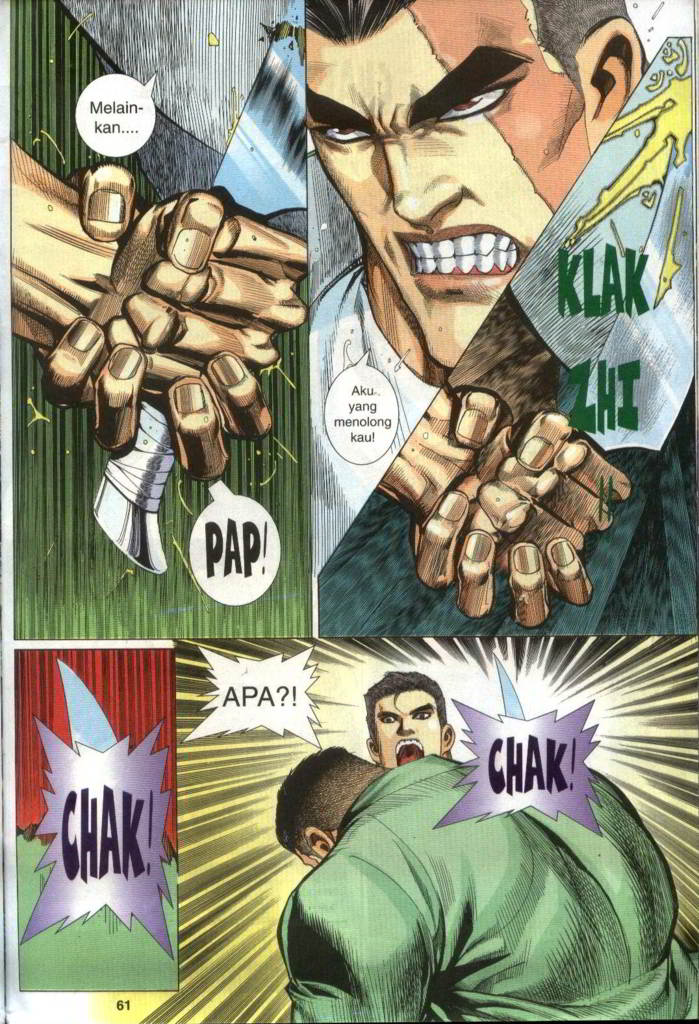 Melain-
kan....
PAP!
Aku
yang
menolong
kau!
KLAK
ZHI
CHAK!
APA?!
CHAK!
61